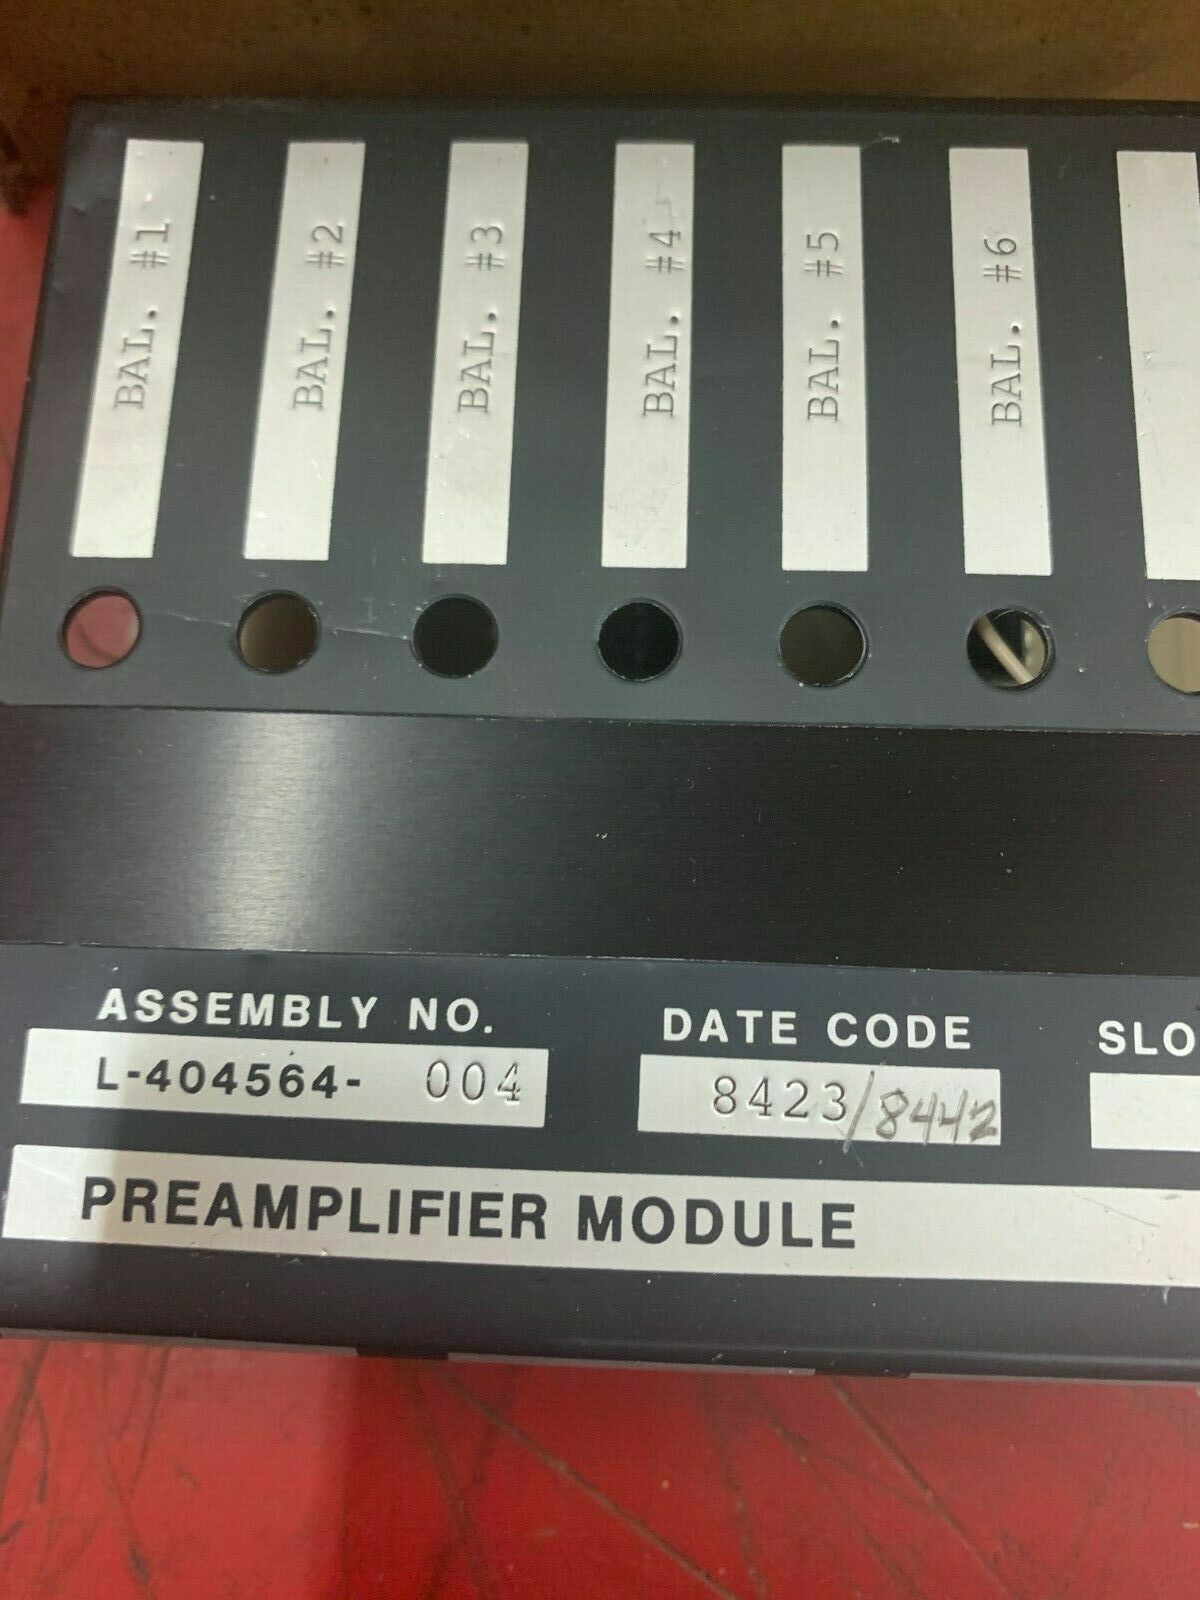 BAL. #1
BAL. #2
BAL. #3
BAL. #4
BAL. #5
BAL. #6
ASSEMBLY NO.
L-404564- 004
DATE CODE
8423/8442
SLO
PREAMPLIFIER MODULE